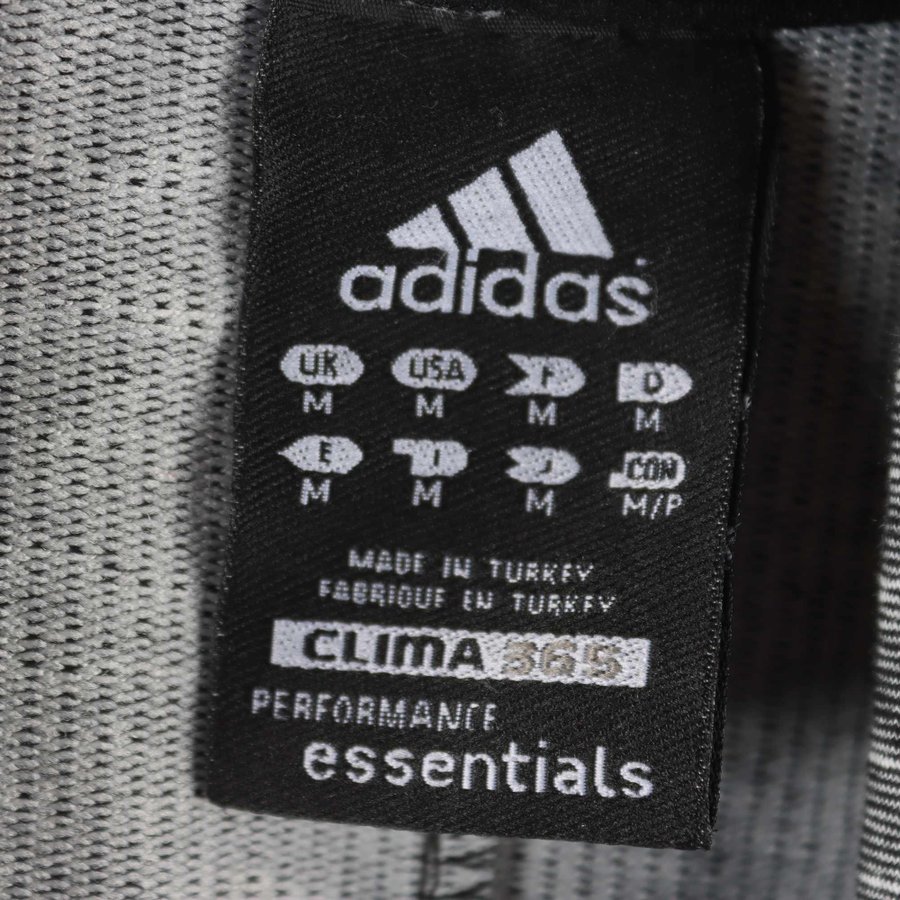 adidas
UK USA F D
M M M M
E I J CON
M M M M/P
MADE IN TURKEY
FABRIQUE EN TURKEY
CLIMA 365
PERFORMANCE
essentials